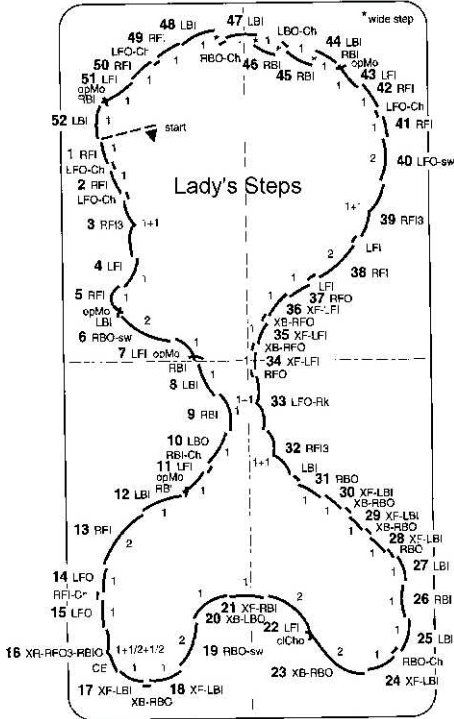 * wide step
47 LBI
48 LBI
49 RFI
LFO-Ch
50 RFI
LFO-Ch
51 LFI
opMo
RBI
52 LBI
start
RBO-Ch
LBO-Ch
46 RBI
45 RBI
44 LBI
RBI
opMo
43 LFI
42 RFI
LFO-Ch
41 RFI
40 LFO-sw
39 RFI3
LFI
38 RFI
LFI
37 RFO
36 XF-LFI
XB-RFO
35 XF-LFI
XB-RFO
34 XF-LFI
RFO
33 LFO-Rk
32 RFI3
LBI
31 RBO
30 XF-LBI
XB-RBO
29 XF-LBI
XB-RBO
28 XF-LBI
RBO
27 LBI
26 RBI
25 LBI
RBO-Ch
24 XF-LBI
23 XB-RBO
22 LFI
clCho
21 XF-RBI
20 XB-LBO
19 RBO-sw
18 XF-LBI
XB-RBO
17 XF-LBI
CE
16 XR-RFO3-RBIO
1+1/2+1/2
15 LFO
RFI-Ch
14 LFO
13 RFI
12 LBI
RBI
opMo
11 LFI
RBI-Ch
10 LBO
9 RBI
8 LBI
RBI
7 LFI opMo
6 RBO-sw
LBI
opMo
5 RFI
4 LFI
3 RFI3 1+1
LFO-Ch
2 RFI
LFO-Ch
1 RFI
Lady's Steps